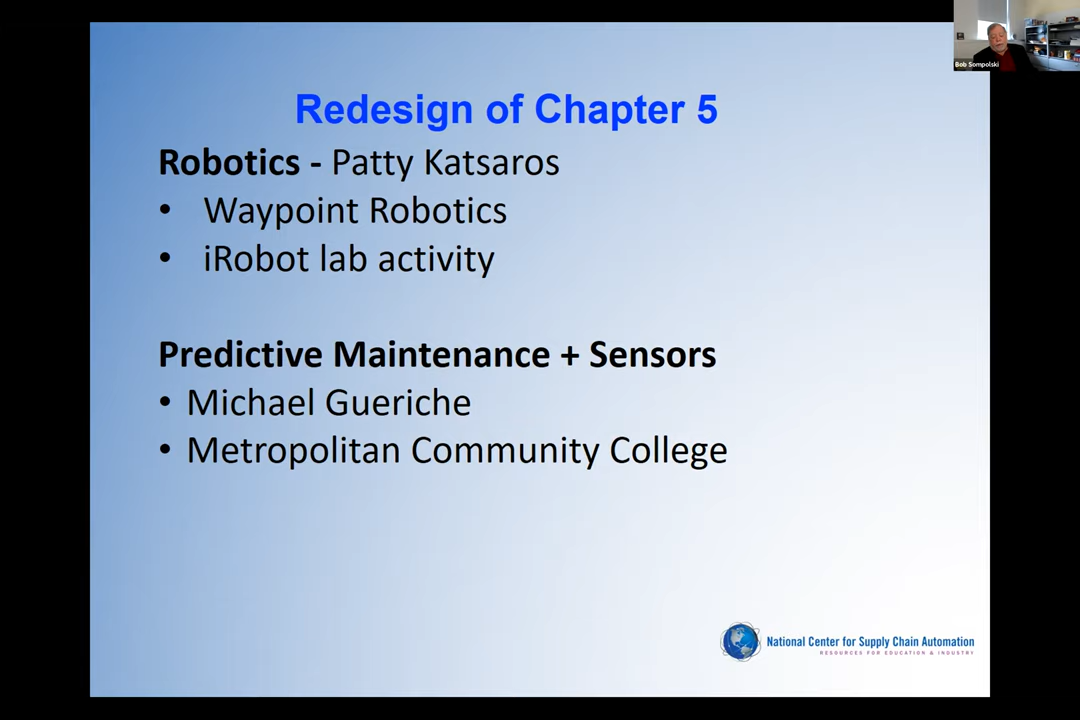 Bob Sompolski
Redesign of Chapter 5
Robotics - Patty Katsaros
• Waypoint Robotics
• iRobot lab activity
Predictive Maintenance + Sensors
• Michael Gueriche
• Metropolitan Community College
National Center for Supply Chain Automation
RESOURCES FOR EDUCATION & INDUSTRY